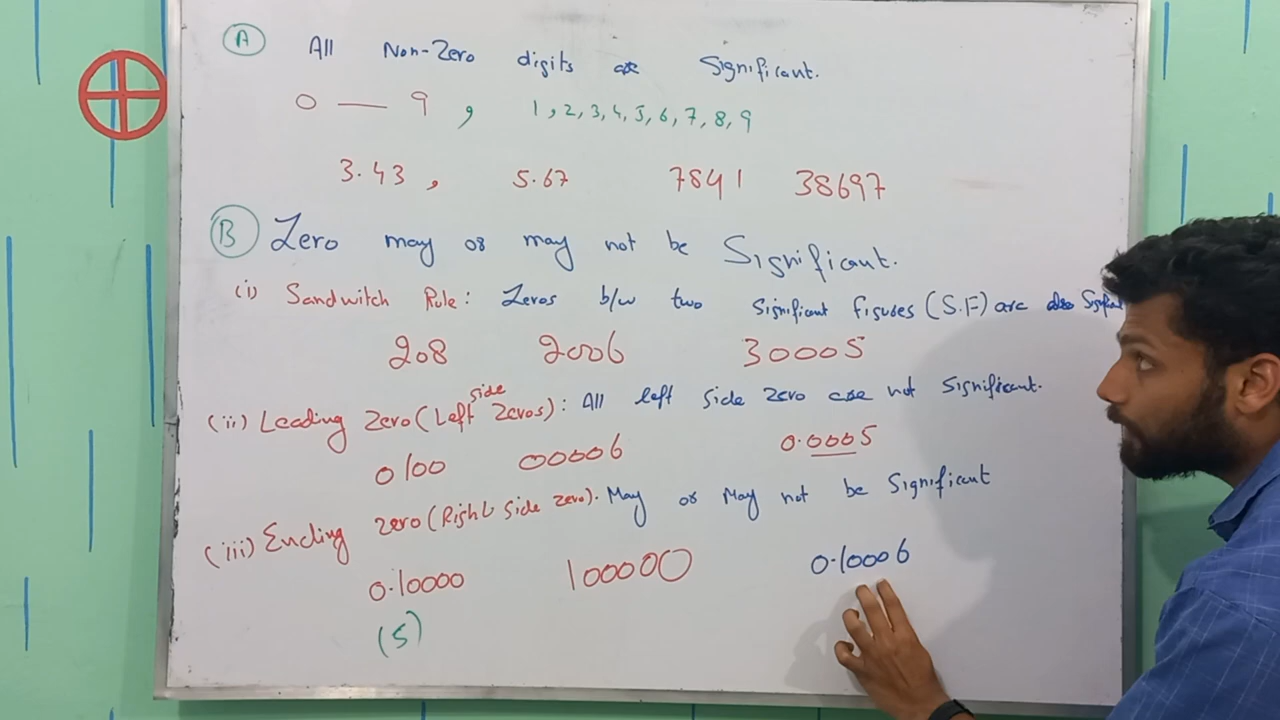 A All Non-Zero digits are Significant.
0 — 9, 1,2,3,4,5,6,7,8,9
3.43, 5.67 7841 38697
B Zero may or may not be Significant.
(i) Sandwitch Rule: Zeros b/w two Significant figures (S.F) are also Signifi
208 2006 30005
(ii) Leading Zero (Left side Zeros): All left side zero are not Significant.
0100 00006 0.0005
(iii) Ending zero (Right side zero). May or May not be Significant
0.10000 100000 0.10006
(5)